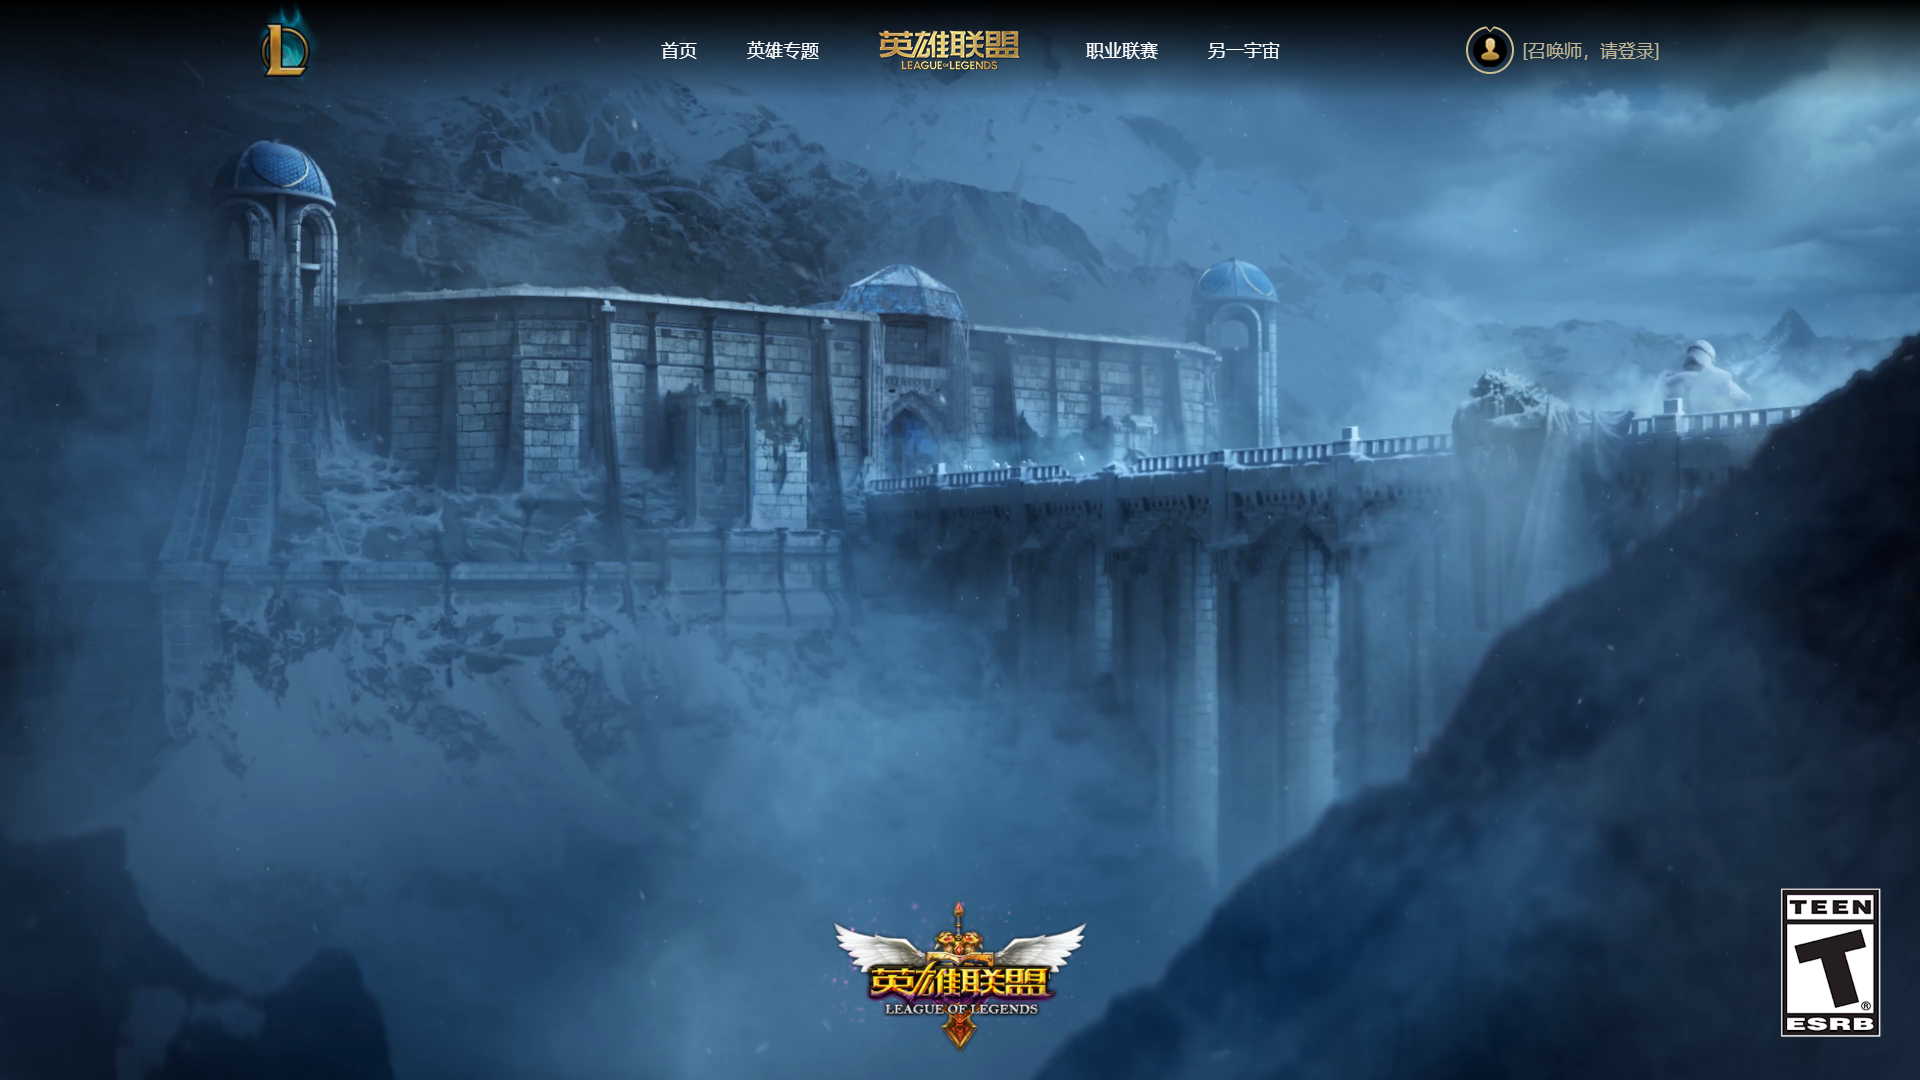 首页
英雄专题
英雄联盟
LEAGUE OF LEGENDS
职业联赛
另一宇宙
[召唤师，请登录]
英雄联盟
LEAGUE OF LEGENDS
TEEN
T
®
ESRB